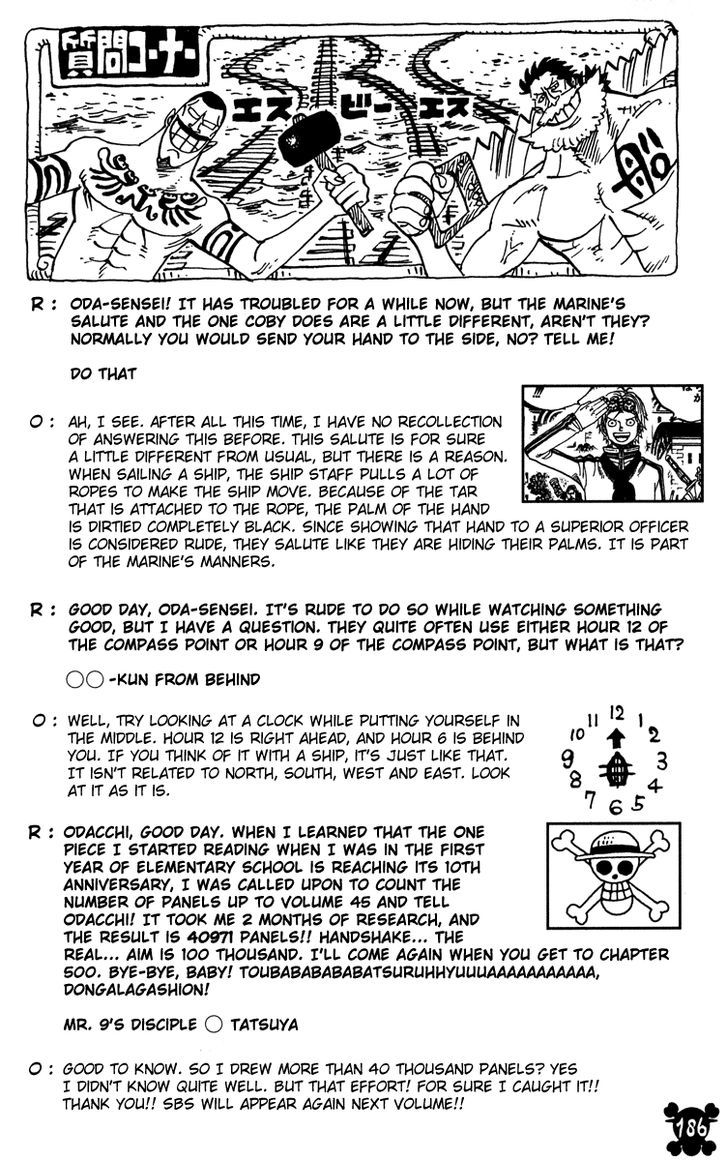 質問コーナー
エスビーエス
船
R : ODA-SENSEI! IT HAS TROUBLED FOR A WHILE NOW, BUT THE MARINE'S
SALUTE AND THE ONE COBY DOES ARE A LITTLE DIFFERENT, AREN'T THEY?
NORMALLY YOU WOULD SEND YOUR HAND TO THE SIDE, NO? TELL ME!
DO THAT
O : AH, I SEE. AFTER ALL THIS TIME, I HAVE NO RECOLLECTION
OF ANSWERING THIS BEFORE. THIS SALUTE IS FOR SURE
A LITTLE DIFFERENT FROM USUAL, BUT THERE IS A REASON.
WHEN SAILING A SHIP, THE SHIP STAFF PULLS A LOT OF
ROPES TO MAKE THE SHIP MOVE. BECAUSE OF THE TAR
THAT IS ATTACHED TO THE ROPE, THE PALM OF THE HAND
IS DIRTIED COMPLETELY BLACK. SINCE SHOWING THAT HAND TO A SUPERIOR OFFICER
IS CONSIDERED RUDE, THEY SALUTE LIKE THEY ARE HIDING THEIR PALMS. IT IS PART
OF THE MARINE'S MANNERS.
R : GOOD DAY, ODA-SENSEI. IT'S RUDE TO DO SO WHILE WATCHING SOMETHING
GOOD, BUT I HAVE A QUESTION. THEY QUITE OFTEN USE EITHER HOUR 12 OF
THE COMPASS POINT OR HOUR 9 OF THE COMPASS POINT, BUT WHAT IS THAT?
○○-KUN FROM BEHIND
O : WELL, TRY LOOKING AT A CLOCK WHILE PUTTING YOURSELF IN
THE MIDDLE. HOUR 12 IS RIGHT AHEAD, AND HOUR 6 IS BEHIND
YOU. IF YOU THINK OF IT WITH A SHIP, IT'S JUST LIKE THAT.
IT ISN'T RELATED TO NORTH, SOUTH, WEST AND EAST. LOOK
AT IT AS IT IS.
12
11 1
10 2
9 3
8 4
7 6 5
R : ODACCHI, GOOD DAY. WHEN I LEARNED THAT THE ONE
PIECE I STARTED READING WHEN I WAS IN THE FIRST
YEAR OF ELEMENTARY SCHOOL IS REACHING ITS 10TH
ANNIVERSARY, I WAS CALLED UPON TO COUNT THE
NUMBER OF PANELS UP TO VOLUME 45 AND TELL
ODACCHI! IT TOOK ME 2 MONTHS OF RESEARCH, AND
THE RESULT IS 40971 PANELS!! HANDSHAKE... THE
REAL... AIM IS 100 THOUSAND. I'LL COME AGAIN WHEN YOU GET TO CHAPTER
500. BYE-BYE, BABY! TOUBABABABABATSURUHHYUUUAAAAAAAAAAA,
DONGALAGASHION!
MR. 9'S DISCIPLE ○ TATSUYA
O : GOOD TO KNOW. SO I DREW MORE THAN 40 THOUSAND PANELS? YES
I DIDN'T KNOW QUITE WELL. BUT THAT EFFORT! FOR SURE I CAUGHT IT!!
THANK YOU!! SBS WILL APPEAR AGAIN NEXT VOLUME!!
186